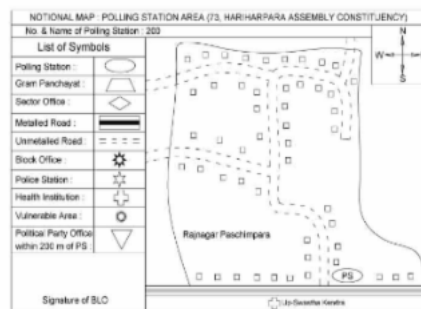 NOTIONAL MAP : POLLING STATION AREA (73, HARIHARPARA ASSEMBLY CONSTITUENCY)
No. & Name of Polling Station : 203
List of Symbols
Polling Station :
Gram Panchayat :
Sector Office :
Metalled Road :
Unmetalled Road :
Block Office :
Police Station :
Health Institution :
Vulnerable Area :
Political Party Office
within 200 m of PS :
Signature of BLO
N
W
S
Rajnagar Paschimpara
PS
Up-Swastha Kendra